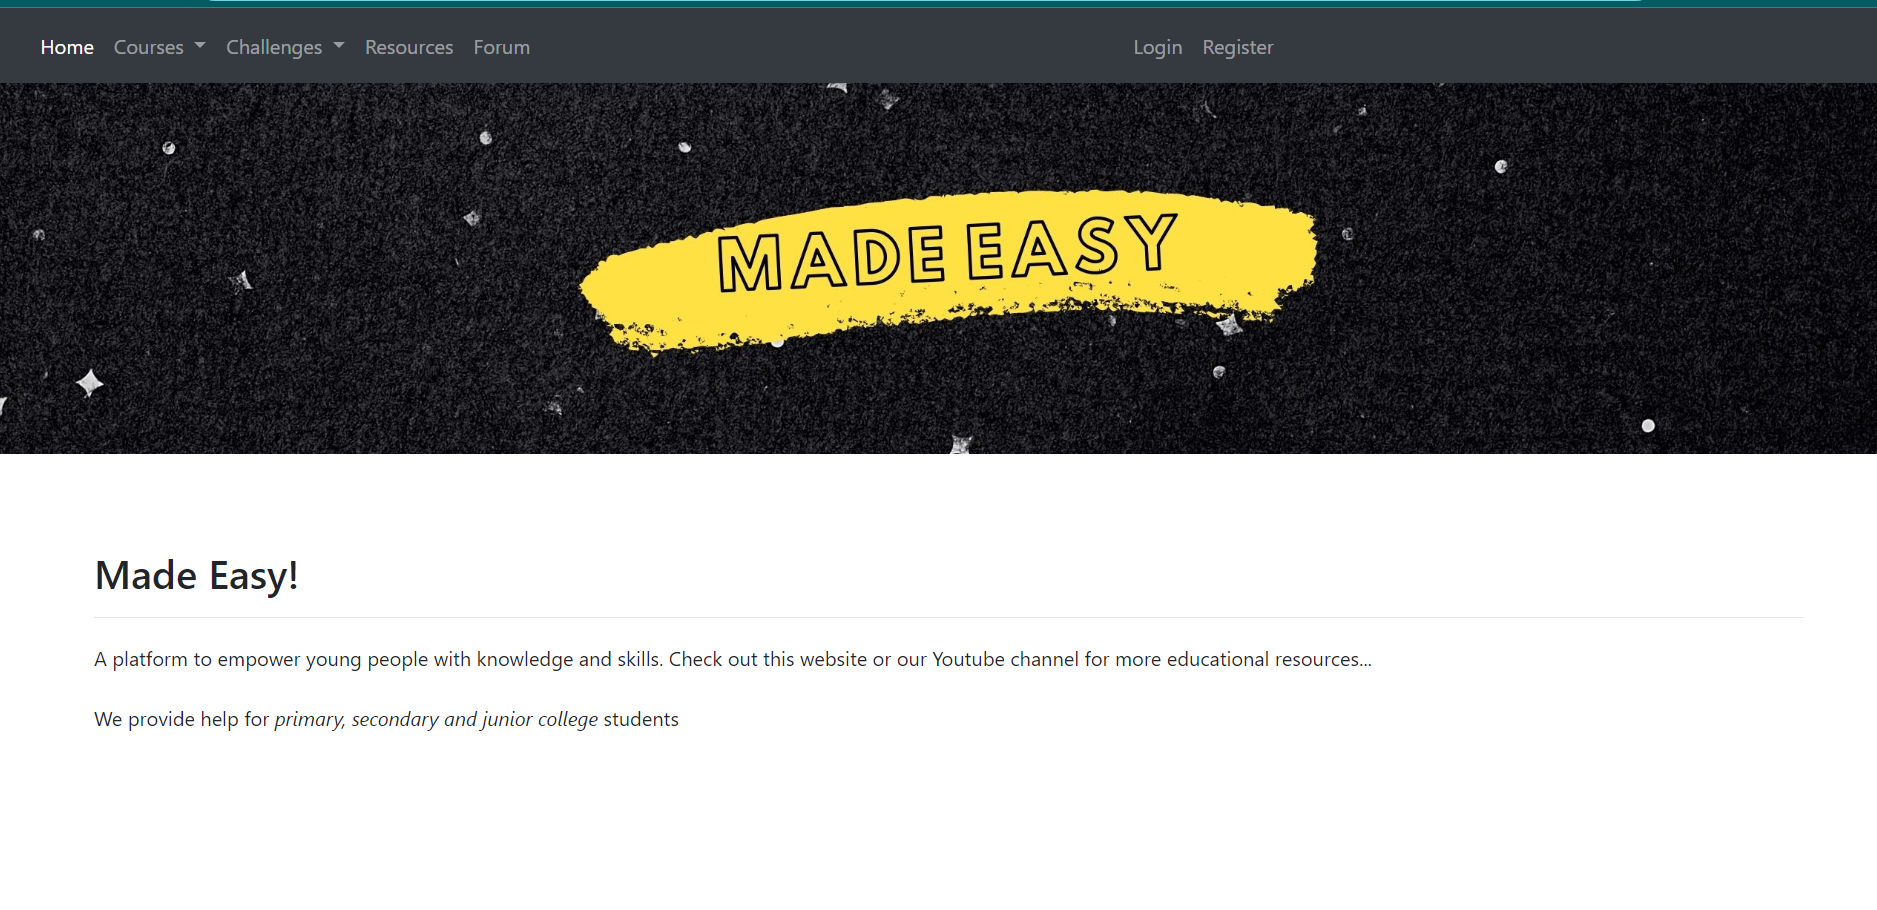 Home Courses Challenges Resources Forum Login Register
MADE EASY
Made Easy!
A platform to empower young people with knowledge and skills. Check out this website or our Youtube channel for more educational resources...
We provide help for primary, secondary and junior college students